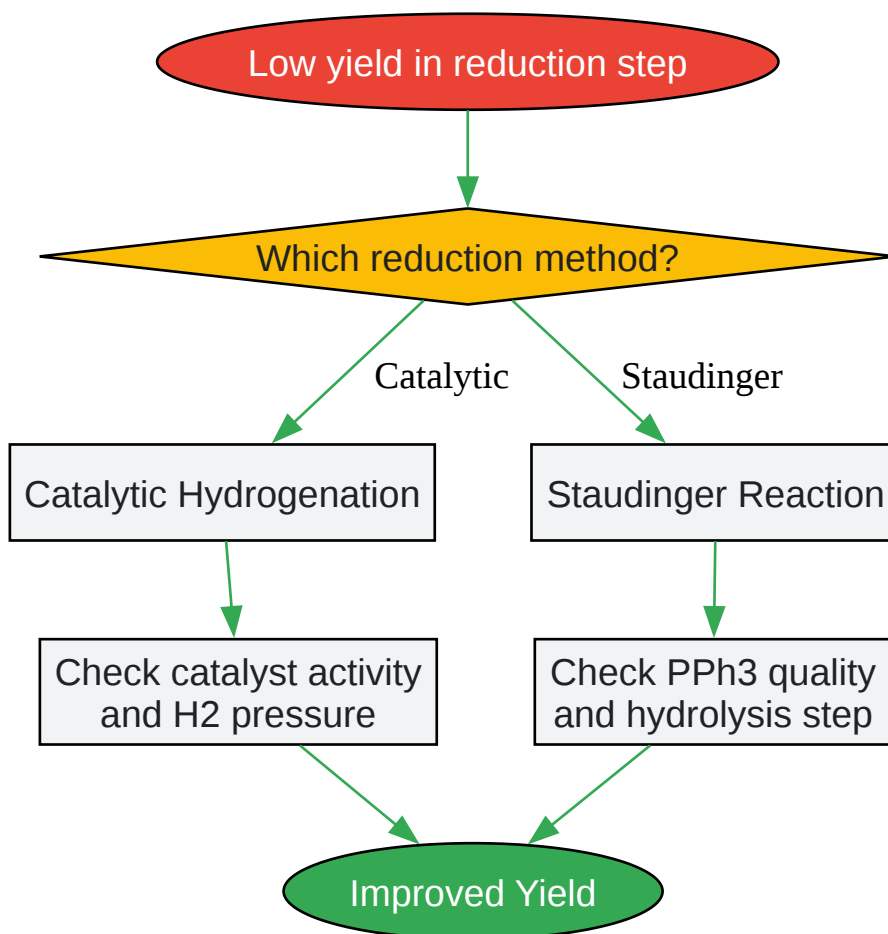 Low yield in reduction step
Which reduction method?
Catalytic
Staudinger
Catalytic Hydrogenation
Staudinger Reaction
Check catalyst activity
and H2 pressure
Check PPh3 quality
and hydrolysis step
Improved Yield